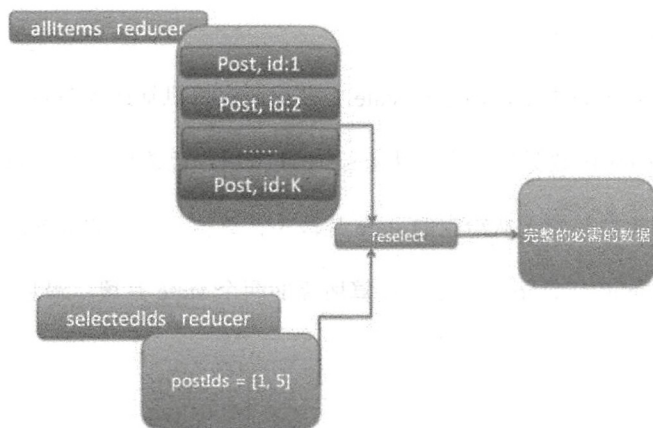 allItems reducer
Post, id:1
Post, id:2
......
Post, id: K
reselect
完整的必需的数据
selectedIds reducer
postIds = [1, 5]